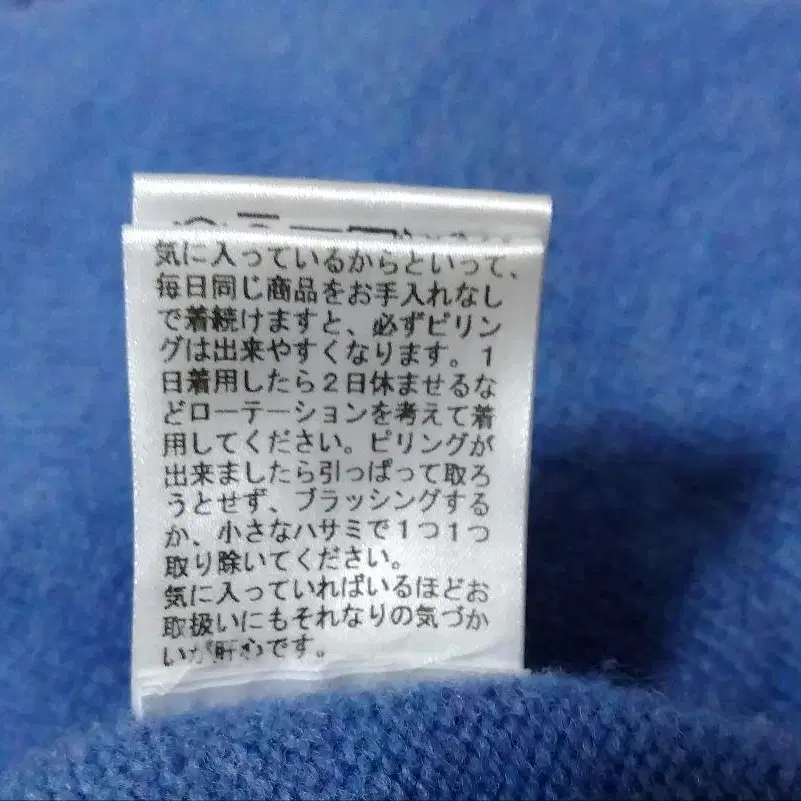 気に入っているからといって、
毎日同じ商品をお手入れなし
で着続けますと、必ずピリン
グは出来やすくなります。1
日着用したら2日休ませるな
どローテーションを考えて着
用してください。ピリングが
出来ましたら引っぱって取ろ
うとせず、ブラッシングする
か、小さなハサミで1つ1つ
取り除いてください。
気に入っていればいるほどお
取扱いにもそれなりの気づか
いが肝心です。